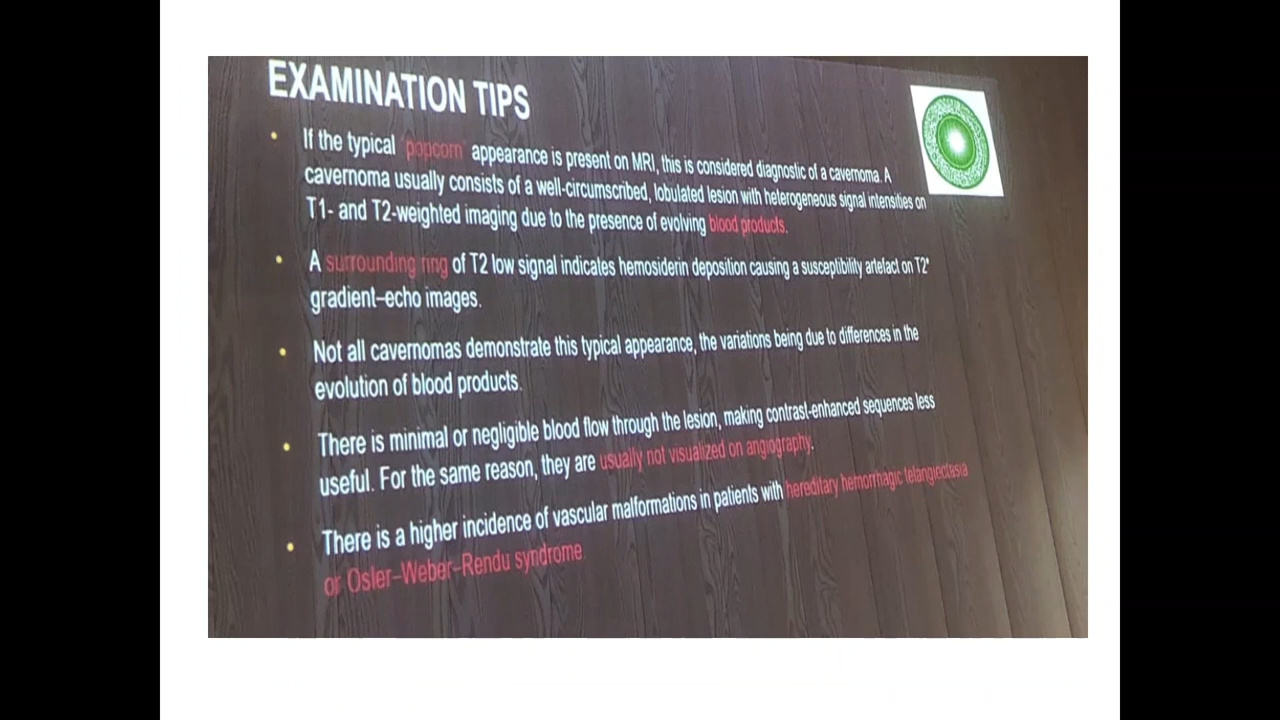 EXAMINATION TIPS
• If the typical 'popcorn' appearance is present on MRI, this is considered diagnostic of a cavernoma. A
cavernoma usually consists of a well-circumscribed, lobulated lesion with heterogeneous signal intensities on
T1- and T2-weighted imaging due to the presence of evolving blood products.
• A surrounding ring of T2 low signal indicates hemosiderin deposition causing a susceptibility artefact on T2*
gradient–echo images.
• Not all cavernomas demonstrate this typical appearance, the variations being due to differences in the
evolution of blood products.
• There is minimal or negligible blood flow through the lesion, making contrast-enhanced sequences less
useful. For the same reason, they are usually not visualized on angiography.
• There is a higher incidence of vascular malformations in patients with hereditary hemorrhagic telangiectasia
or Osler–Weber–Rendu syndrome.